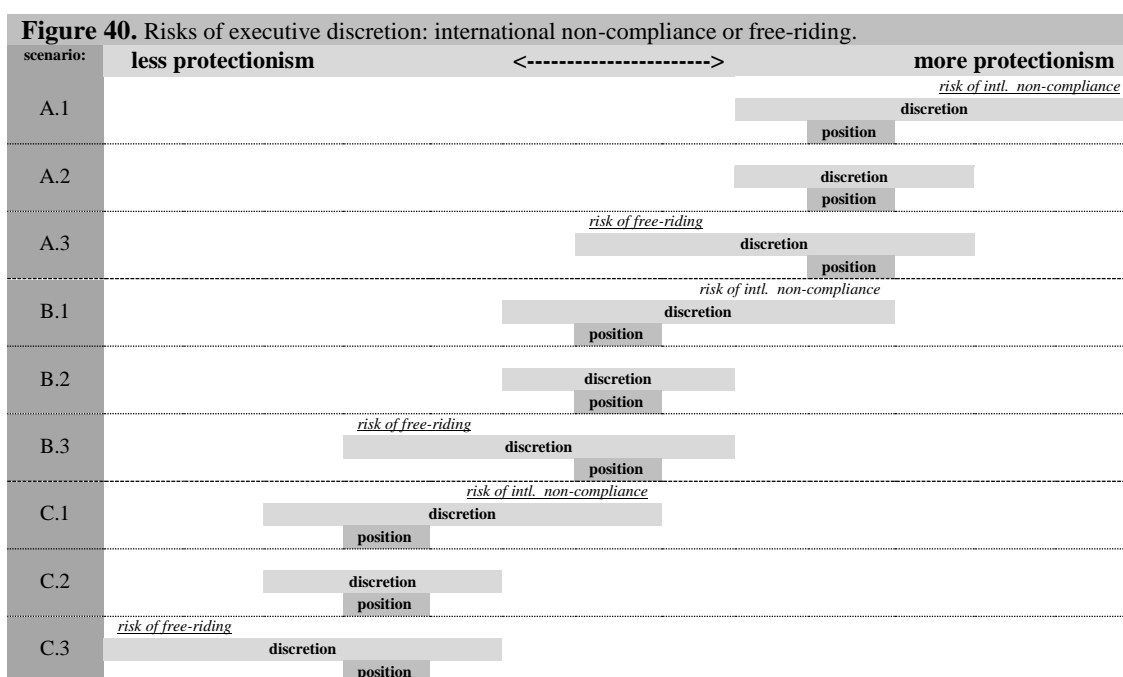 Figure 40. Risks of executive discretion: international non-compliance or free-riding.
scenario: less protectionism <-----------------------> more protectionism
risk of intl. non-compliance
A.1 discretion
position
A.2 discretion
position
risk of free-riding
A.3 discretion
position
risk of intl. non-compliance
B.1 discretion
position
B.2 discretion
position
risk of free-riding
B.3 discretion
position
risk of intl. non-compliance
C.1 discretion
position
C.2 discretion
position
risk of free-riding
C.3 discretion
position